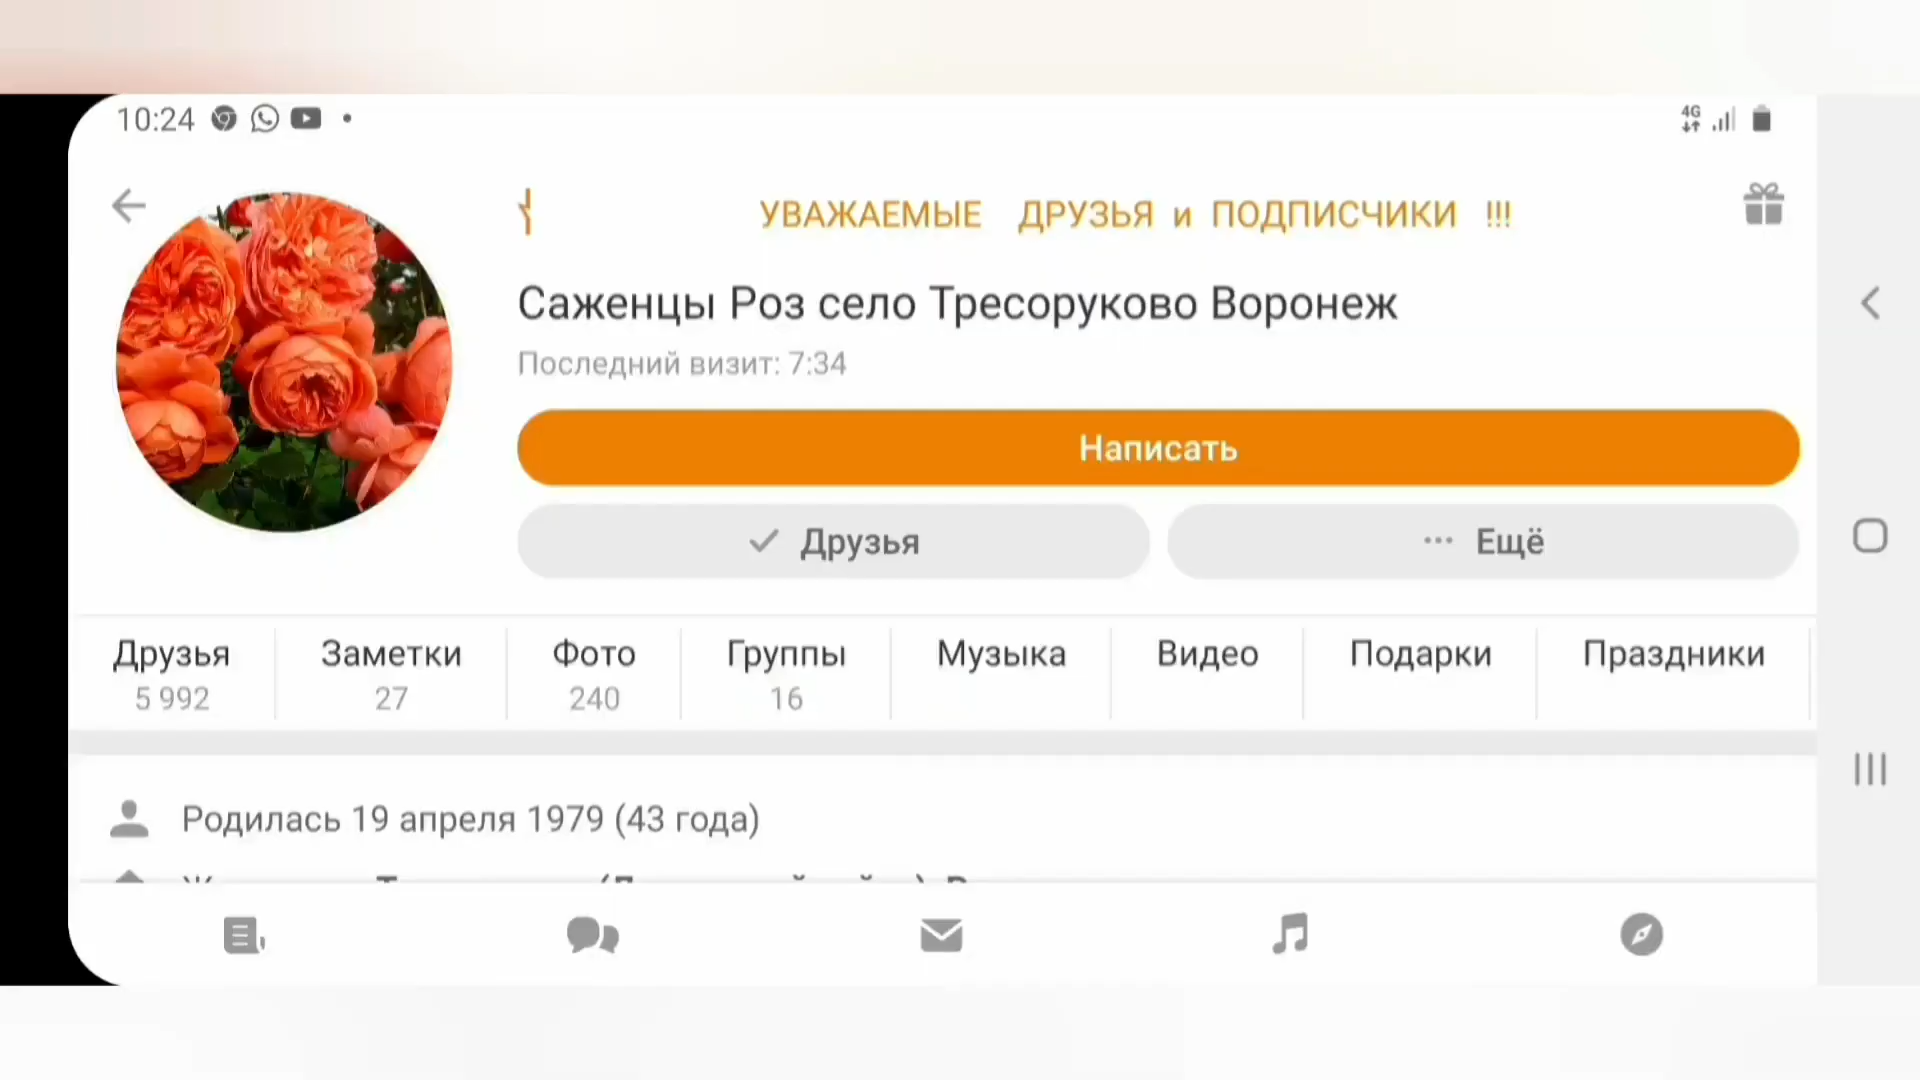 10:24
4G
УВАЖАЕМЫЕ ДРУЗЬЯ и ПОДПИСЧИКИ !!!
Саженцы Роз село Тресоруково Воронеж
Последний визит: 7:34
Написать
Друзья
Ещё
Друзья
5 992
Заметки
27
Фото
240
Группы
16
Музыка
Видео
Подарки
Праздники
Родилась 19 апреля 1979 (43 года)